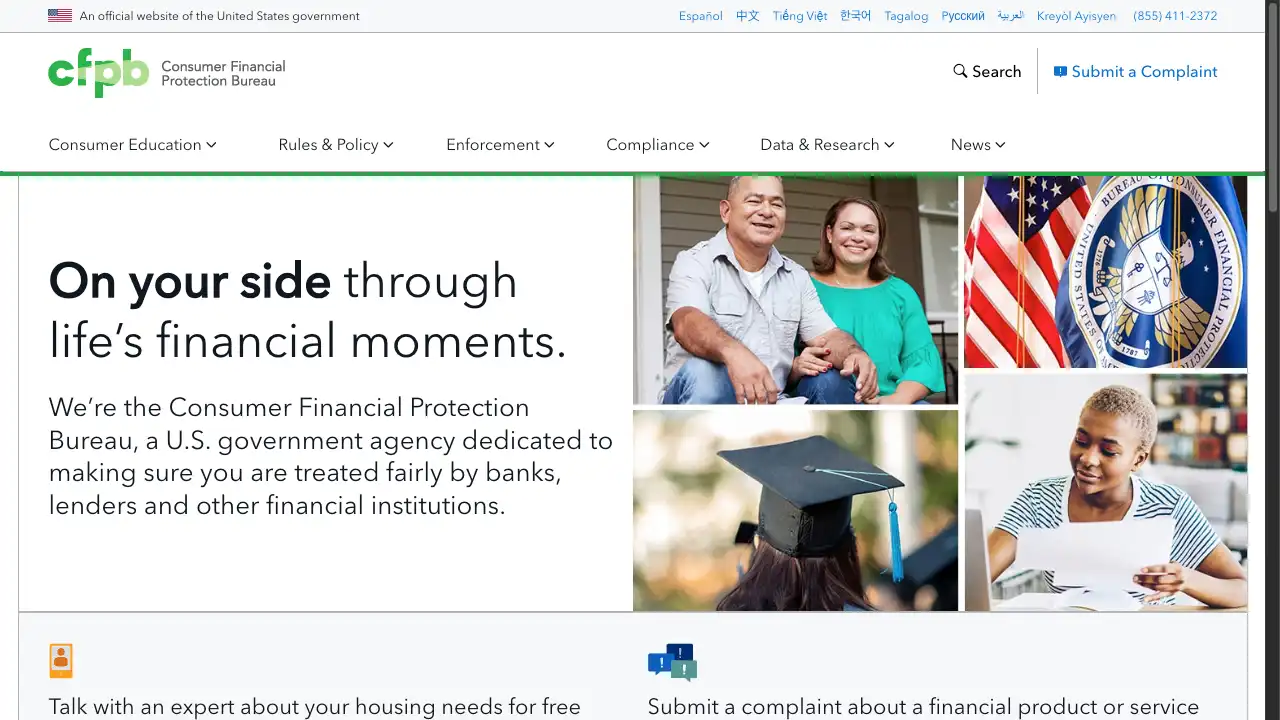 An official website of the United States government
Español 中文 Tiếng Việt 한국어 Tagalog Pусский العربية Kreyòl Ayisyen (855) 411-2372
cfpb Consumer Financial
Protection Bureau
Search
Submit a Complaint
Consumer Education Rules & Policy Enforcement Compliance Data & Research News
On your side through
life’s financial moments.
We’re the Consumer Financial Protection
Bureau, a U.S. government agency dedicated to
making sure you are treated fairly by banks,
lenders and other financial institutions.
BUREAU OF CONSUMER FINANCIAL PROTECTION
UNITED STATES OF
Talk with an expert about your housing needs for free
Submit a complaint about a financial product or service